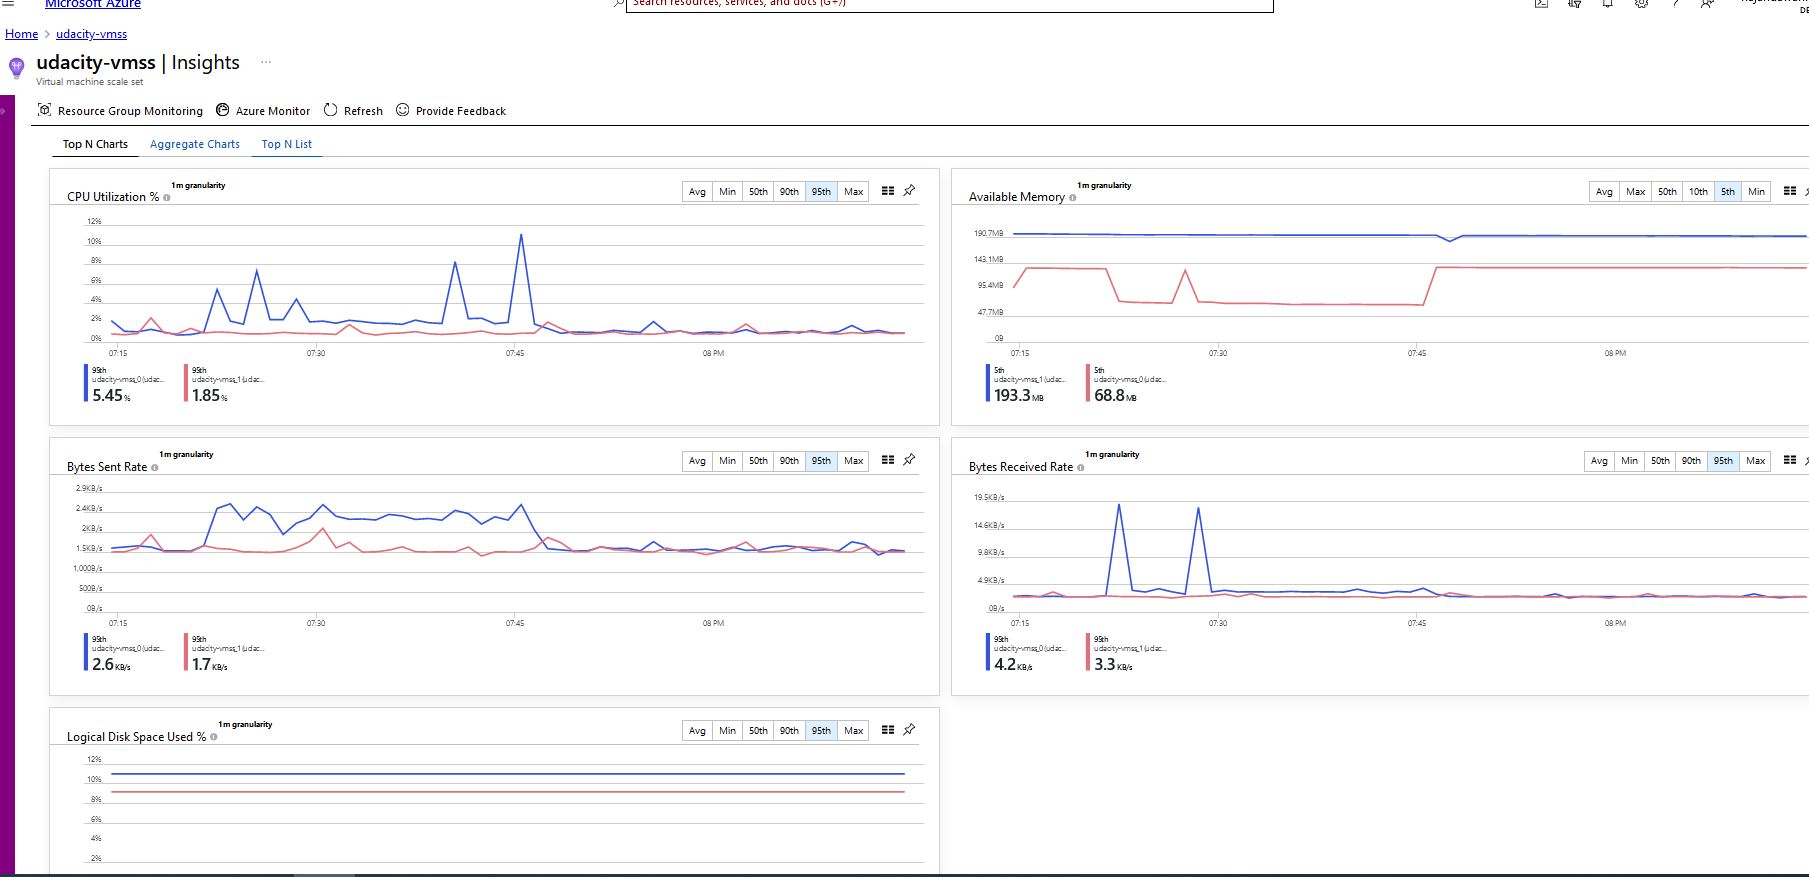 Microsoft Azure
Search resources, services, and docs (G+/)
Home > udacity-vmss
udacity-vmss | Insights ...
Virtual machine scale set
Resource Group Monitoring Azure Monitor Refresh Provide Feedback
Top N Charts Aggregate Charts Top N List
CPU Utilization % 1m granularity
Avg Min 50th 90th 95th Max
12%
10%
8%
6%
4%
2%
0%
07:15 07:30 07:45 08 PM
95th 95th
udacity-vmss_0(udac... udacity-vmss_1(udac...
5.45% 1.85%
Available Memory 1m granularity
Avg Max 50th 10th 5th Min
190.7MB
143.1MB
95.4MB
47.7MB
0B
07:15 07:30 07:45 08 PM
5th 5th
udacity-vmss_1(udac... udacity-vmss_0(udac...
193.3MB 68.8MB
Bytes Sent Rate 1m granularity
Avg Min 50th 90th 95th Max
2.9KB/s
2.4KB/s
2KB/s
1.5KB/s
1,000B/s
500B/s
0B/s
07:15 07:30 07:45 08 PM
95th 95th
udacity-vmss_0(udac... udacity-vmss_1(udac...
2.6KB/s 1.7KB/s
Bytes Received Rate 1m granularity
Avg Min 50th 90th 95th Max
19.5KB/s
14.6KB/s
9.8KB/s
4.9KB/s
0B/s
07:15 07:30 07:45 08 PM
95th 95th
udacity-vmss_0(udac... udacity-vmss_1(udac...
4.2KB/s 3.3KB/s
Logical Disk Space Used % 1m granularity
Avg Min 50th 90th 95th Max
12%
10%
8%
6%
4%
2%